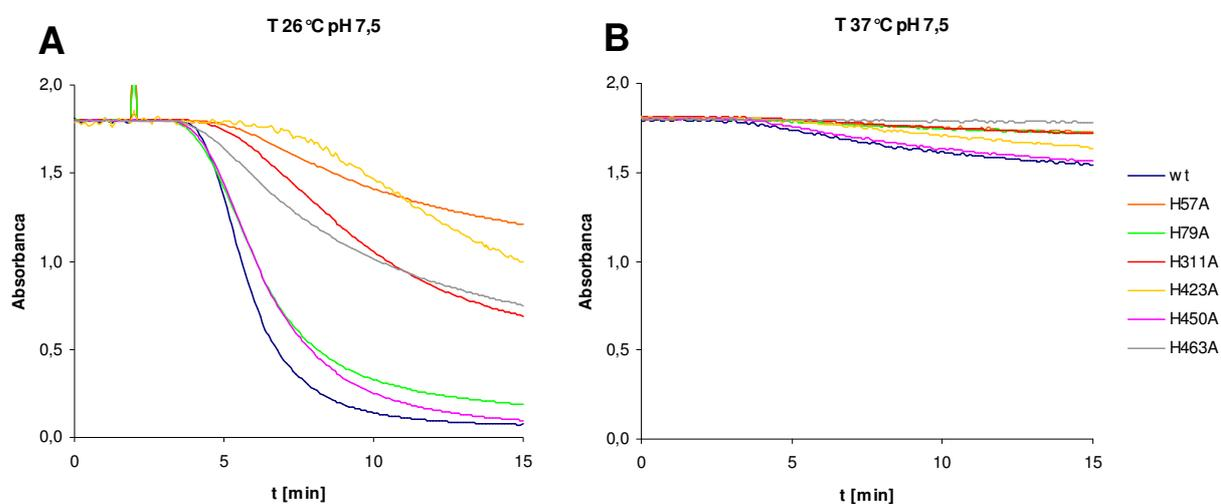 A
T 26°C pH 7,5
2,0
1,5
1,0
0,5
0,0
Absorbanca
0
5
10
15
t [min]
B
T 37°C pH 7,5
2,0
1,5
1,0
0,5
0,0
Absorbanca
0
5
10
15
t [min]
wt
H57A
H79A
H311A
H423A
H450A
H463A